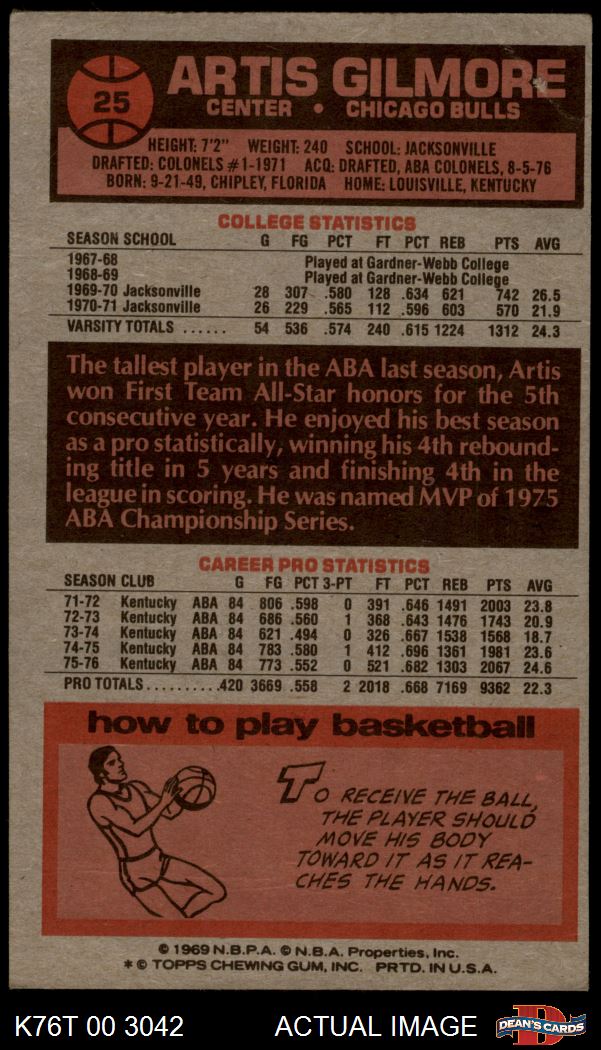 25
ARTIS GILMORE
CENTER • CHICAGO BULLS
HEIGHT: 7'2" WEIGHT: 240 SCHOOL: JACKSONVILLE
DRAFTED: COLONELS #1-1971 ACQ: DRAFTED, ABA COLONELS, 8-5-76
BORN: 9-21-49, CHIPLEY, FLORIDA HOME: LOUISVILLE, KENTUCKY
COLLEGE STATISTICS
SEASON SCHOOL G FG PCT FT PCT REB PTS AVG
1967-68 Played at Gardner-Webb College
1968-69 Played at Gardner-Webb College
1969-70 Jacksonville 28 307 .580 128 .634 621 742 26.5
1970-71 Jacksonville 26 229 .565 112 .596 603 570 21.9
VARSITY TOTALS ...... 54 536 .574 240 .615 1224 1312 24.3
The tallest player in the ABA last season, Artis
won First Team All-Star honors for the 5th
consecutive year. He enjoyed his best season
as a pro statistically, winning his 4th rebound-
ing title in 5 years and finishing 4th in the
league in scoring. He was named MVP of 1975
ABA Championship Series.
CAREER PRO STATISTICS
SEASON CLUB G FG PCT 3-PT FT PCT REB PTS AVG
71-72 Kentucky ABA 84 806 .598 0 391 .646 1491 2003 23.8
72-73 Kentucky ABA 84 686 .560 1 368 .643 1476 1743 20.9
73-74 Kentucky ABA 84 621 .494 0 326 .667 1538 1568 18.7
74-75 Kentucky ABA 84 783 .580 1 412 .696 1361 1981 23.6
75-76 Kentucky ABA 84 773 .552 0 521 .682 1303 2067 24.6
PRO TOTALS..........420 3669 .558 2 2018 .668 7169 9362 22.3
how to play basketball
TO RECEIVE THE BALL,
THE PLAYER SHOULD
MOVE HIS BODY
TOWARD IT AS IT REA-
CHES THE HANDS.
© 1969 N.B.P.A. © N.B.A. Properties, Inc.
* © TOPPS CHEWING GUM, INC. PRTD. IN U.S.A.
K76T 00 3042 ACTUAL IMAGE D DEAN'S CARDS